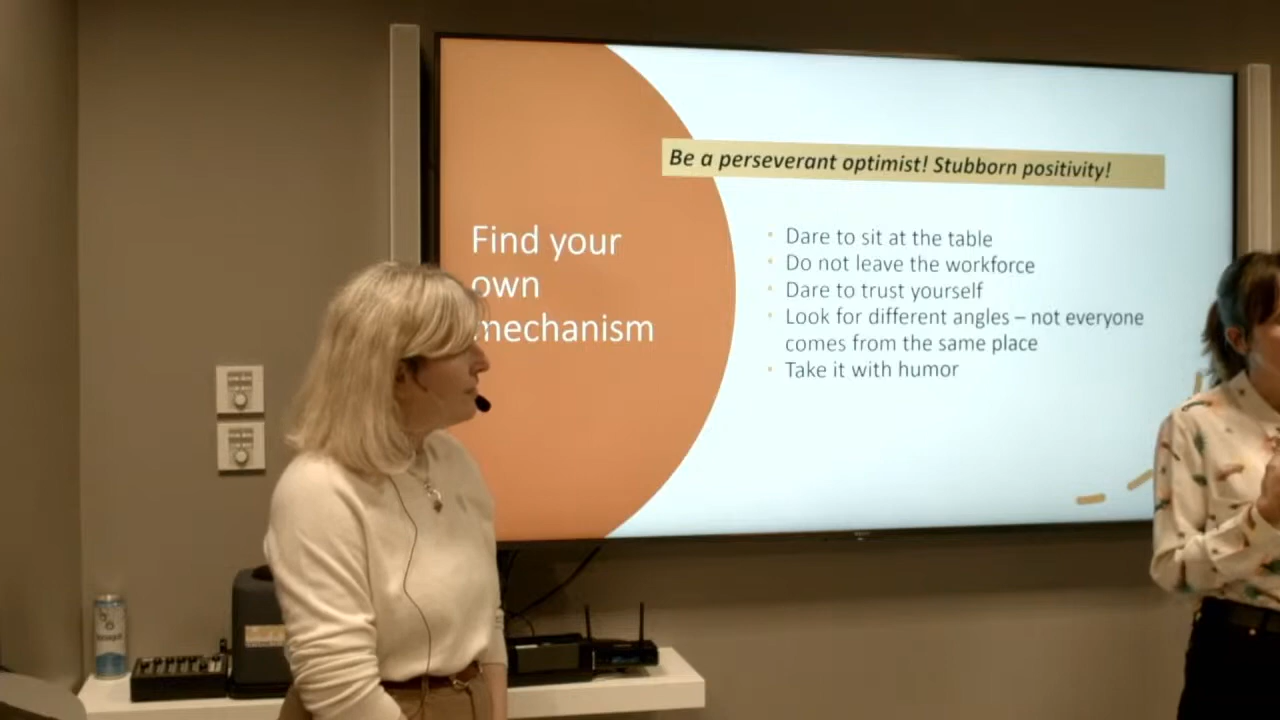 Be a perseverant optimist! Stubborn positivity!
Find your
own
mechanism
Dare to sit at the table
Do not leave the workforce
Dare to trust yourself
Look for different angles – not everyone
comes from the same place
Take it with humor